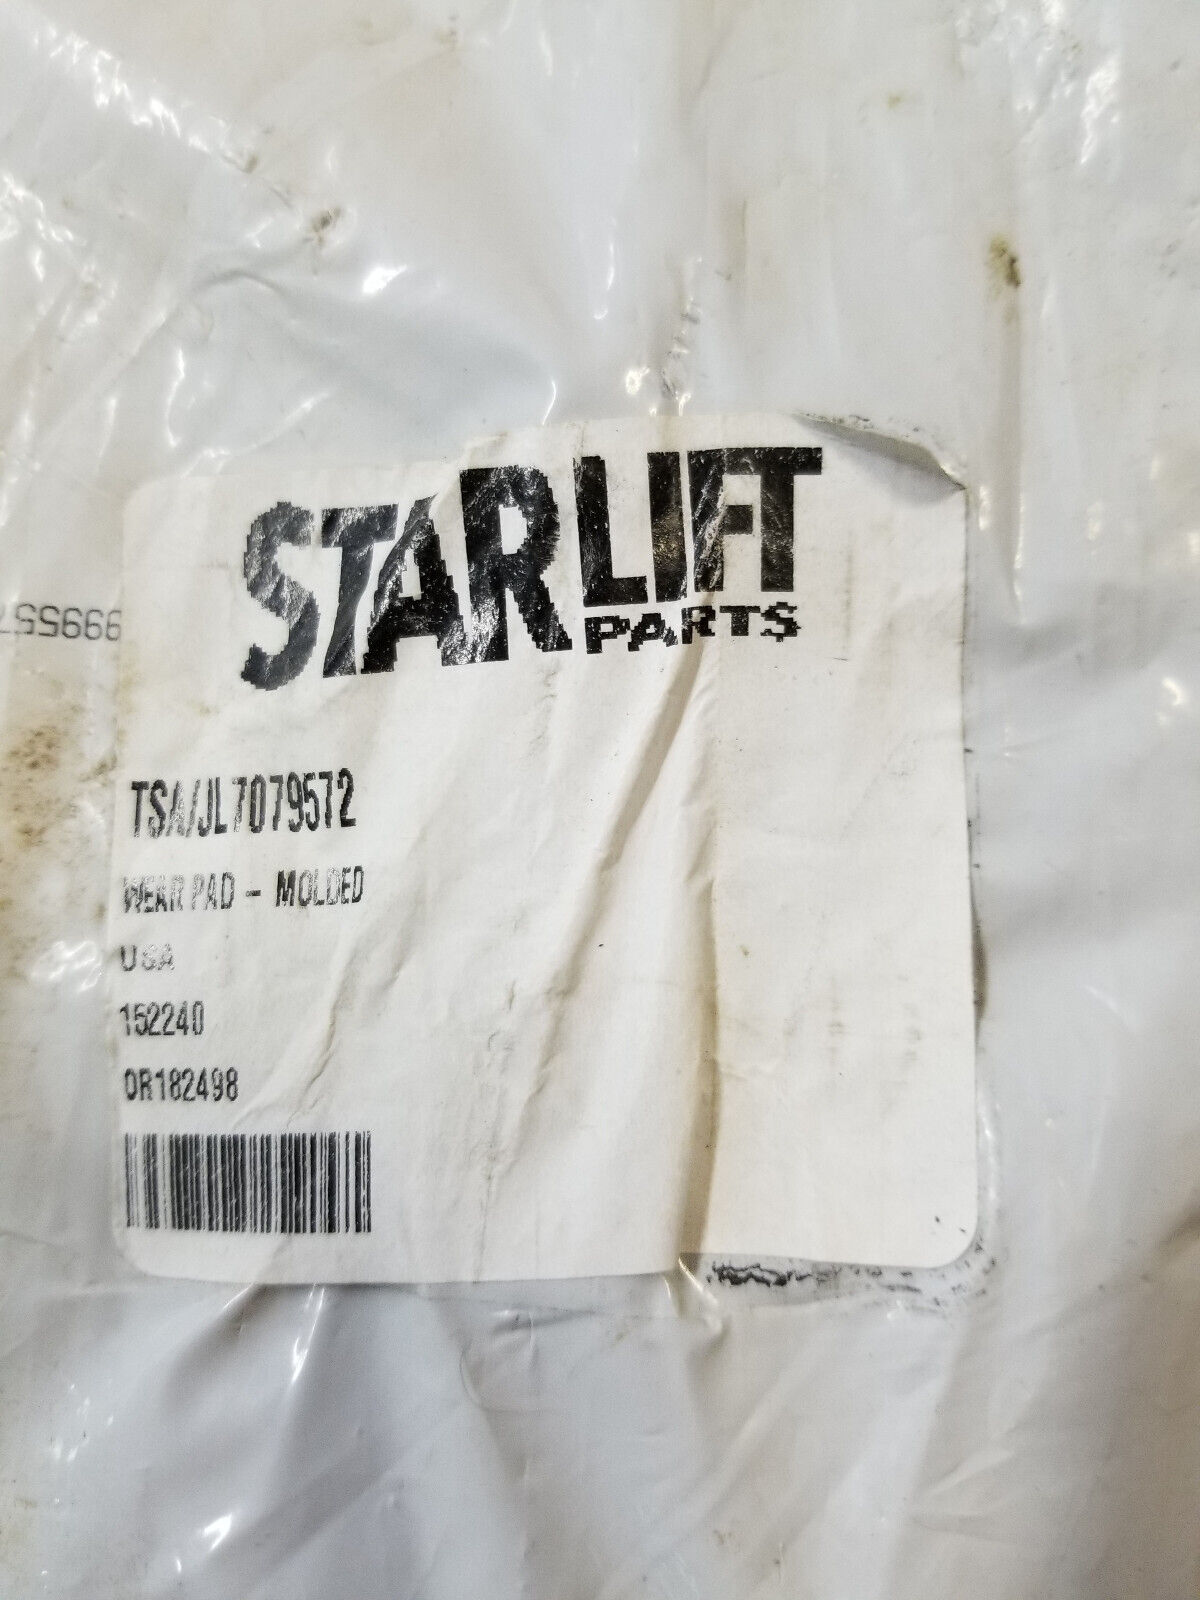 STARLIFT
PARTS
TSA/JL7079572
WEAR PAD - MOLDED
USA
152240
OR182498